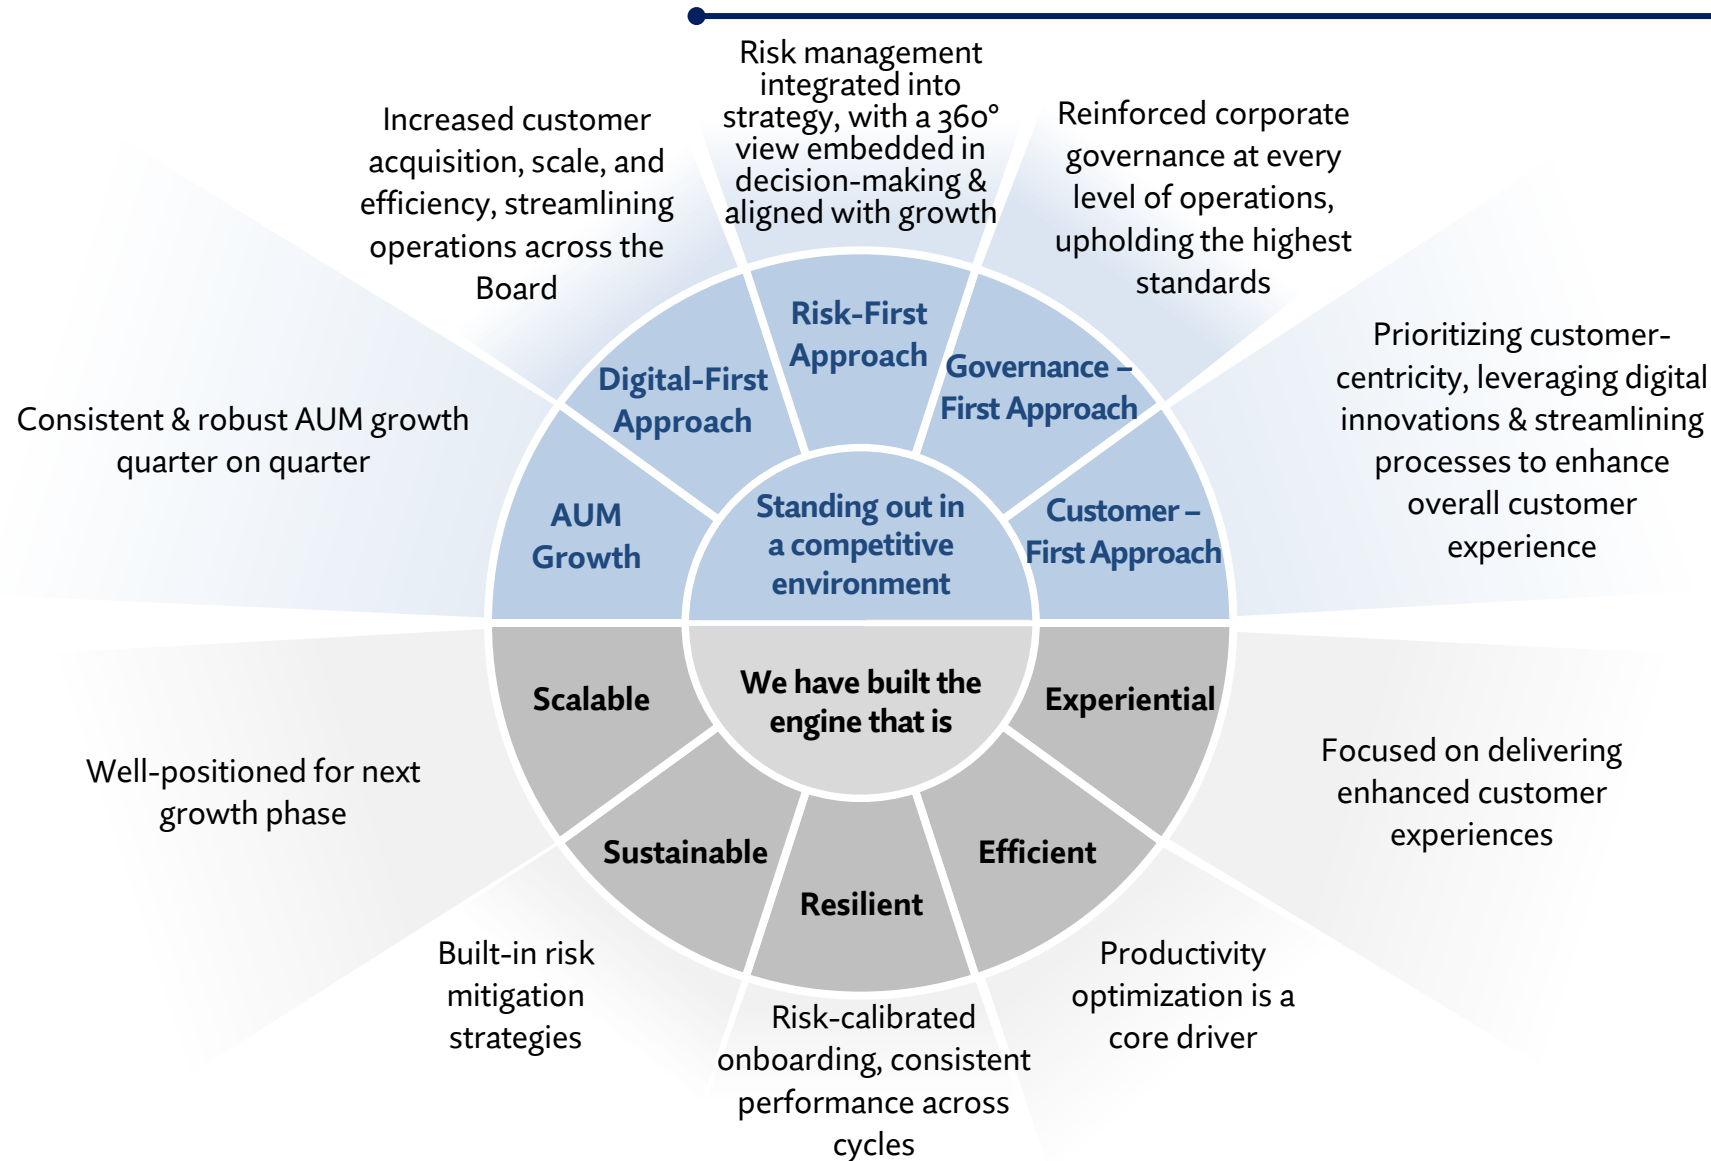 Risk management
integrated into
strategy, with a 360°
view embedded in
decision-making &
aligned with growth
Increased customer
acquisition, scale, and
efficiency, streamlining
operations across the
Board
Reinforced corporate
governance at every
level of operations,
upholding the highest
standards
Consistent & robust AUM growth
quarter on quarter
Prioritizing customer-
centricity, leveraging digital
innovations & streamlining
processes to enhance
overall customer
experience
AUM
Growth
Digital-First
Approach
Risk-First
Approach
Governance –
First Approach
Customer –
First Approach
Standing out in
a competitive
environment
We have built the
engine that is
Scalable
Sustainable
Resilient
Efficient
Experiential
Well-positioned for next
growth phase
Built-in risk
mitigation
strategies
Risk-calibrated
onboarding, consistent
performance across
cycles
Productivity
optimization is a
core driver
Focused on delivering
enhanced customer
experiences